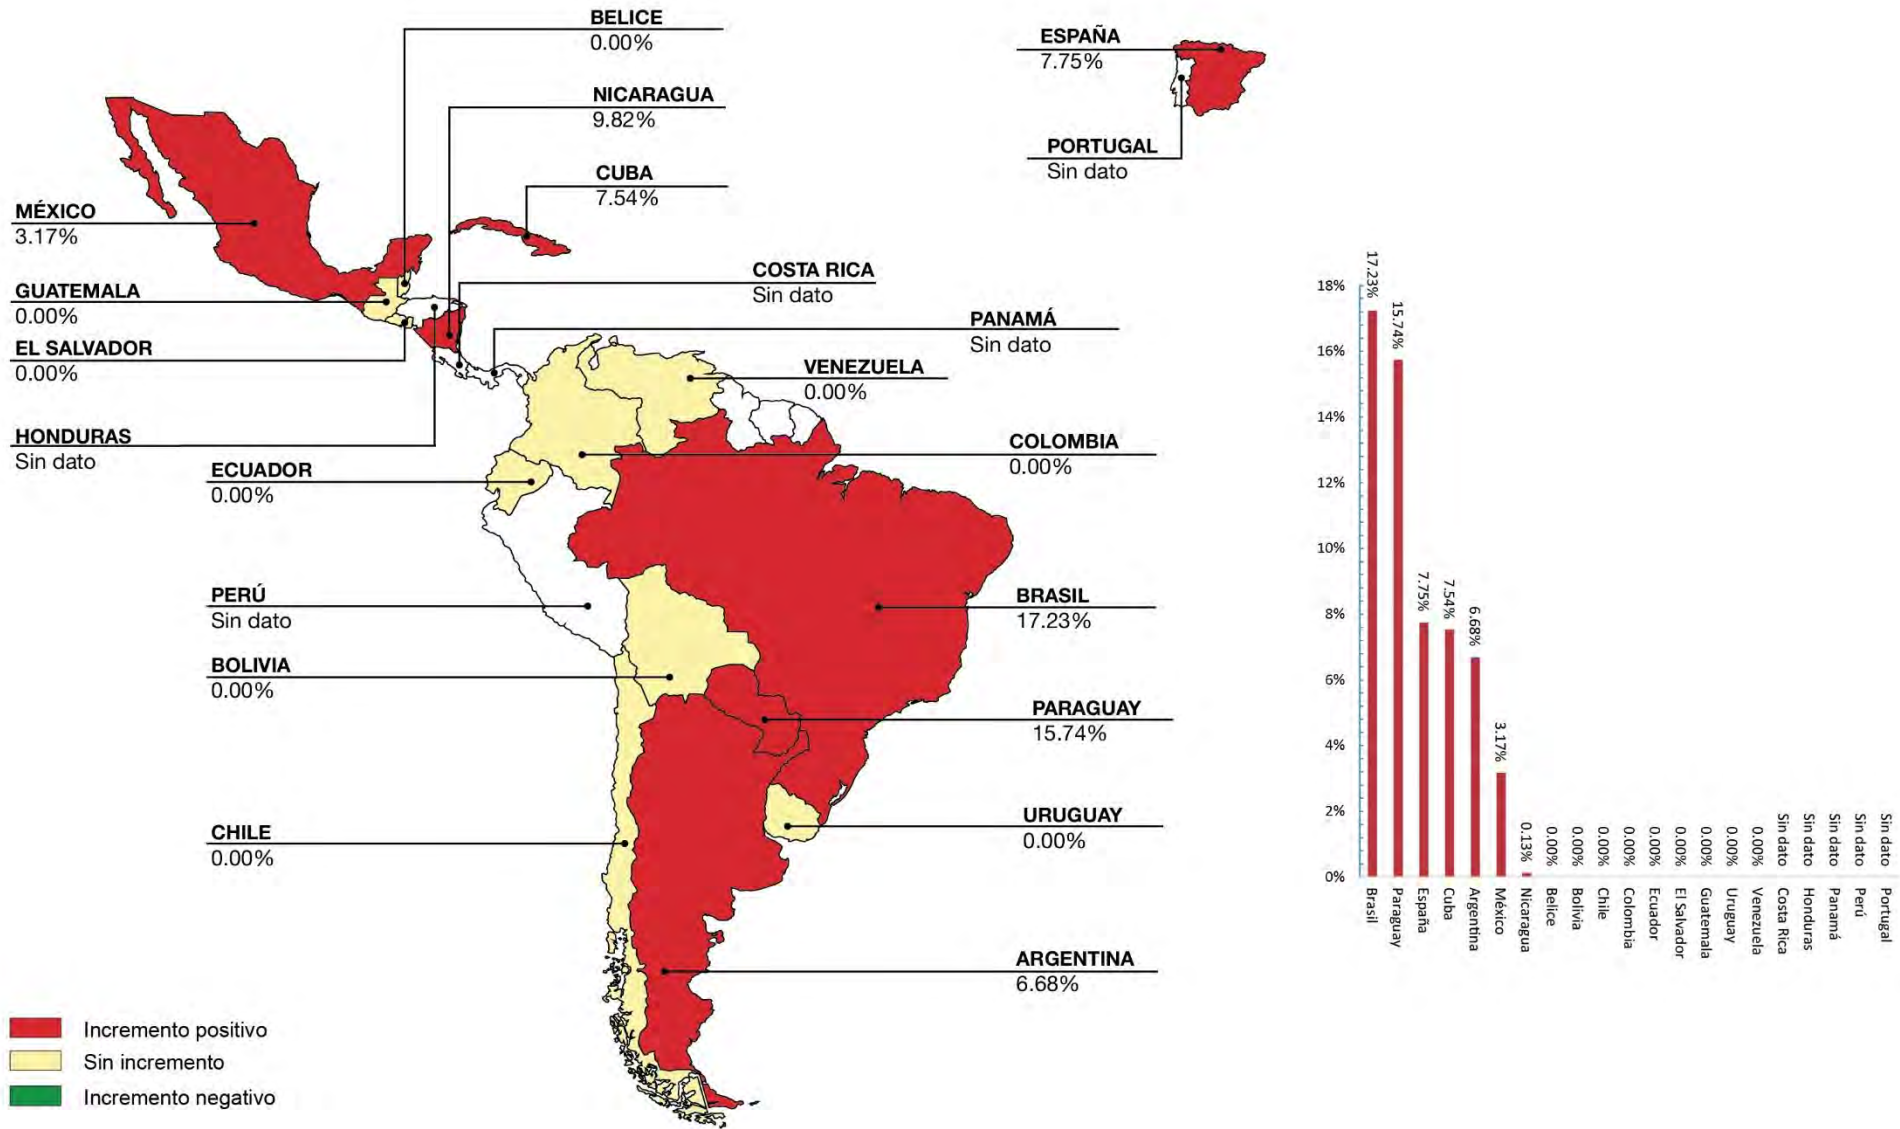 BELICE
0.00%
NICARAGUA
9.82%
CUBA
7.54%
MÉXICO
3.17%
GUATEMALA
0.00%
EL SALVADOR
0.00%
HONDURAS
Sin dato
COSTA RICA
Sin dato
PANAMÁ
Sin dato
VENEZUELA
0.00%
COLOMBIA
0.00%
ECUADOR
0.00%
PERÚ
Sin dato
BRASIL
17.23%
BOLIVIA
0.00%
PARAGUAY
15.74%
CHILE
0.00%
URUGUAY
0.00%
ARGENTINA
6.68%
ESPAÑA
7.75%
PORTUGAL
Sin dato
Incremento positivo
Sin incremento
Incremento negativo
18%
16%
14%
12%
10%
8%
6%
4%
2%
0%
17.23%
15.74%
7.75%
7.54%
6.68%
3.17%
0.13%
0.00%
0.00%
0.00%
0.00%
0.00%
0.00%
0.00%
0.00%
0.00%
Sin dato
Sin dato
Sin dato
Sin dato
Sin dato
Brasil
Paraguay
España
Cuba
Argentina
México
Nicaragua
Belice
Bolivia
Chile
Colombia
Ecuador
El Salvador
Guatemala
Uruguay
Venezuela
Costa Rica
Honduras
Panamá
Perú
Portugal